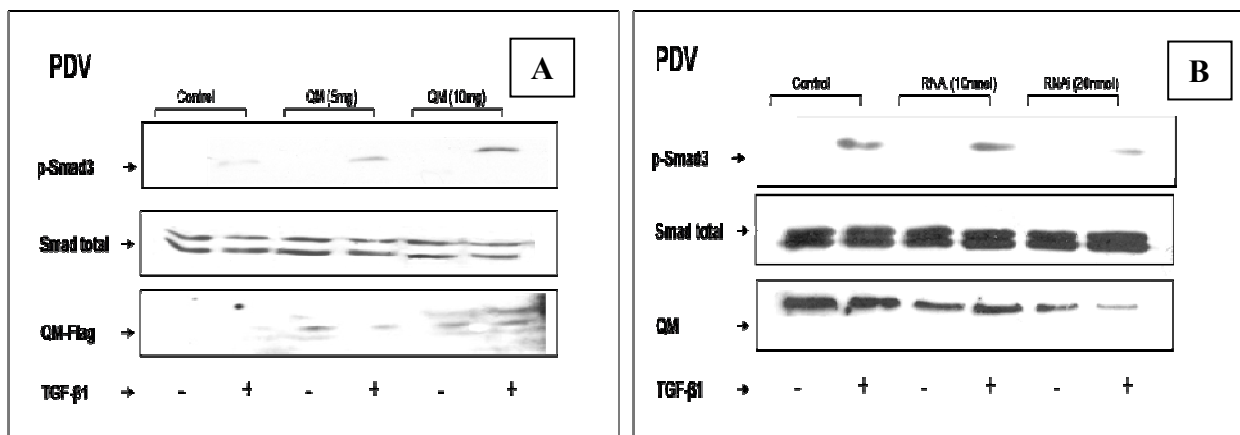 PDV
A
Control QM (5mg) QM (10mg)
p-Smad3
Smad total
QM-Flag
TGF-β1 - + - + - +
PDV
B
Control RNAi (10nmol) RNAi (20nmol)
p-Smad3
Smad total
QM
TGF-β1 - + - + - +